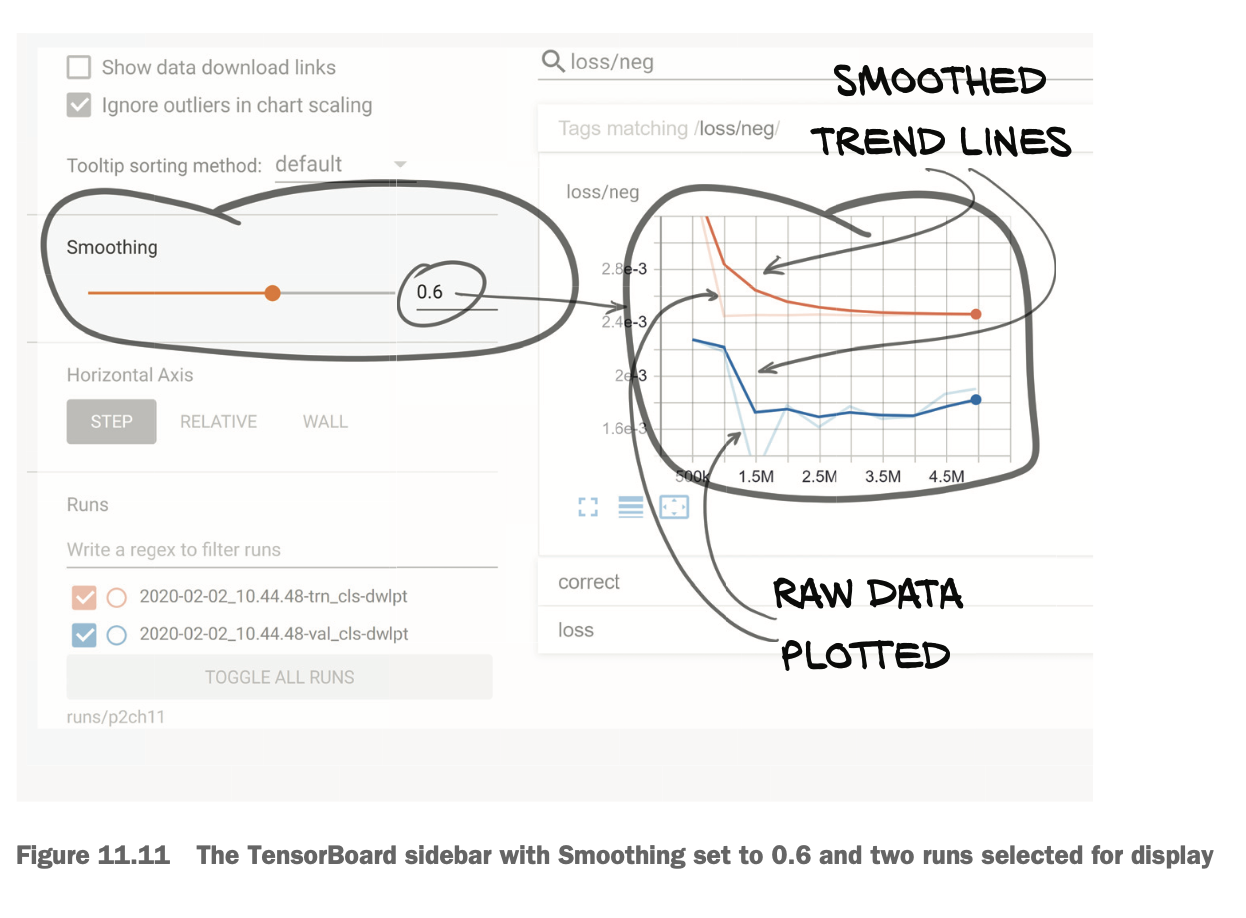 Show data download links
Ignore outliers in chart scaling
Tooltip sorting method: default
Smoothing
0.6
Horizontal Axis
STEP RELATIVE WALL
Runs
Write a regex to filter runs
2020-02-02_10.44.48-trn_cls-dwlpt
2020-02-02_10.44.48-val_cls-dwlpt
TOGGLE ALL RUNS
runs/p2ch11
loss/neg
SMOOTHED
TREND LINES
Tags matching /loss/neg/
loss/neg
2.8e-3
2.4e-3
2e-3
1.6e-3
500k 1.5M 2.5M 3.5M 4.5M
correct
loss
RAW DATA
PLOTTED
Figure 11.11 The TensorBoard sidebar with Smoothing set to 0.6 and two runs selected for display